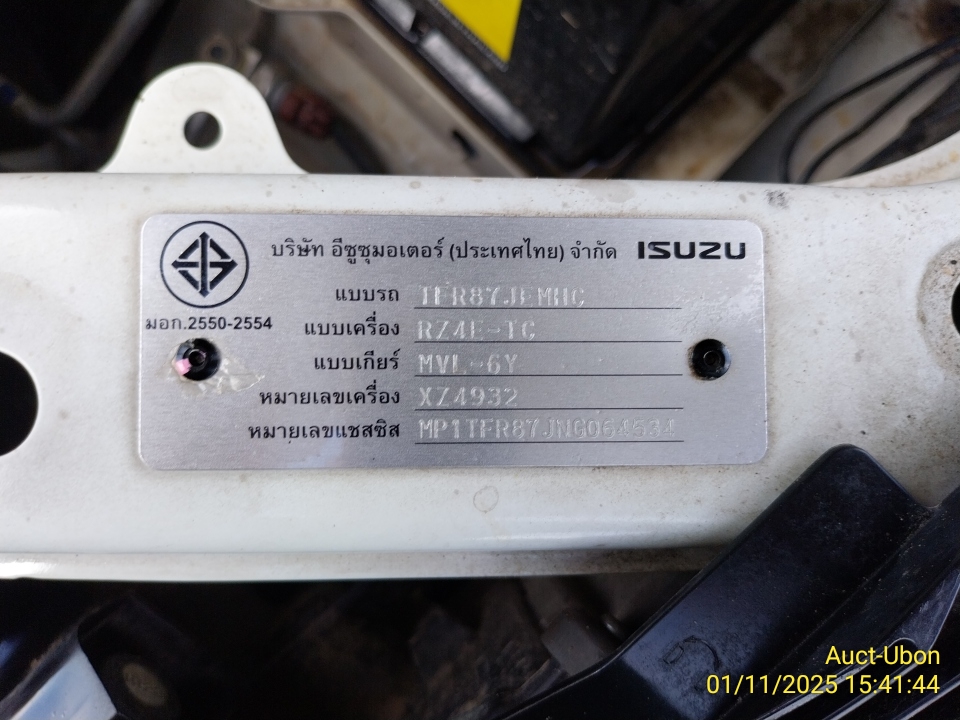 บริษัท อีซูซุมอเตอร์ (ประเทศไทย) จำกัด ISUZU
แบบรถ TFR87JEMHC
มอก.2550-2554
แบบเครื่อง RZ4E-TC
แบบเกียร์ MVL-6Y
หมายเลขเครื่อง XZ4932
หมายเลขแชสซิส MP1TFR87JNG064534
Auct-Ubon
01/11/2025 15:41:44